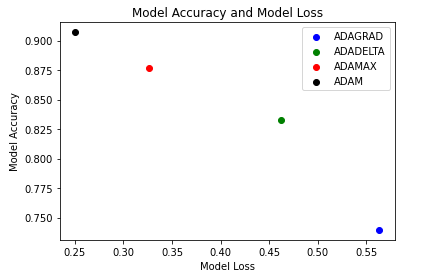 Model Accuracy and Model Loss
ADAGRAD
ADADELTA
ADAMAX
ADAM
Model Accuracy
0.900
0.875
0.850
0.825
0.800
0.775
0.750
0.25
0.30
0.35
0.40
0.45
0.50
0.55
Model Loss